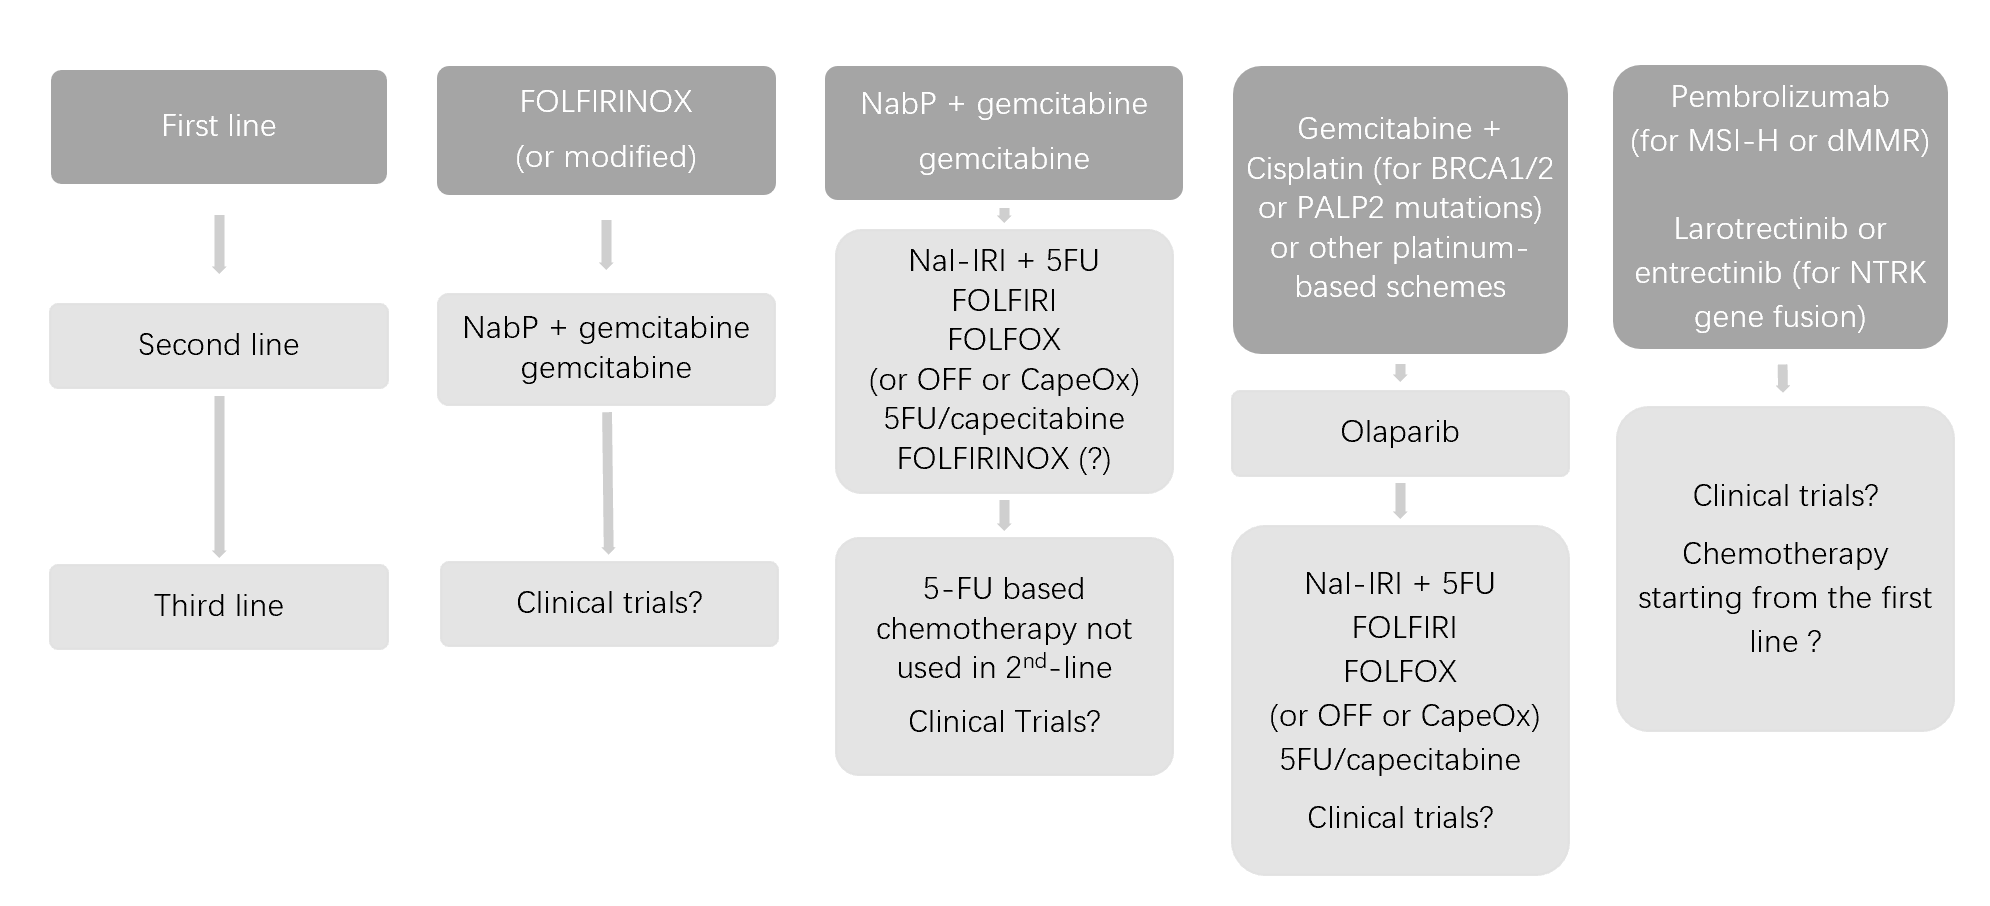 First line
Second line
Third line
FOLFIRINOX
(or modified)
NabP + gemcitabine
gemcitabine
Clinical trials?
NabP + gemcitabine
gemcitabine
Nal-IRI + 5FU
FOLFIRI
FOLFOX
(or OFF or CapeOx)
5FU/capecitabine
FOLFIRINOX (?)
5-FU based
chemotherapy not
used in 2nd-line
Clinical Trials?
Gemcitabine +
Cisplatin (for BRCA1/2
or PALP2 mutations)
or other platinum-
based schemes
Olaparib
Nal-IRI + 5FU
FOLFIRI
FOLFOX
(or OFF or CapeOx)
5FU/capecitabine
Clinical trials?
Pembrolizumab
(for MSI-H or dMMR)
Larotrectinib or
entrectinib (for NTRK
gene fusion)
Clinical trials?
Chemotherapy
starting from the first
line ?